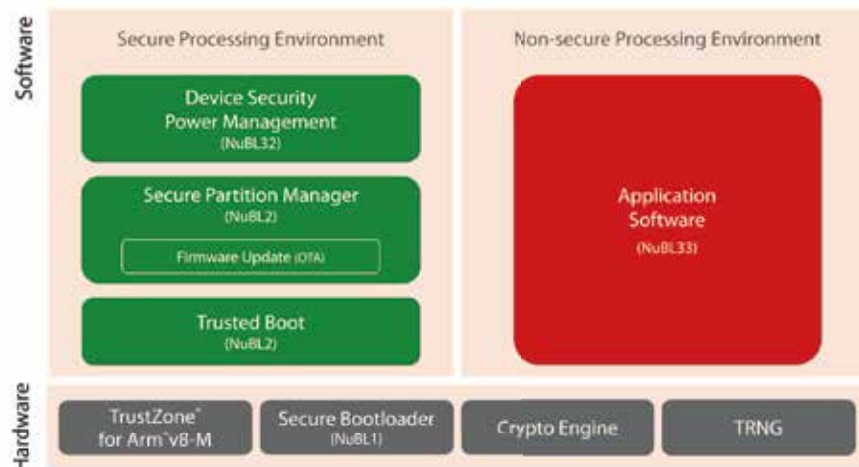 Software
Secure Processing Environment
Device Security
Power Management
(NuBL32)
Secure Partition Manager
(NuBL2)
Firmware Update (OTA)
Trusted Boot
(NuBL2)
Non-secure Processing Environment
Application
Software
(NuBL33)
Hardware
TrustZone®
for Arm®v8-M
Secure Bootloader
(NuBL1)
Crypto Engine
TRNG